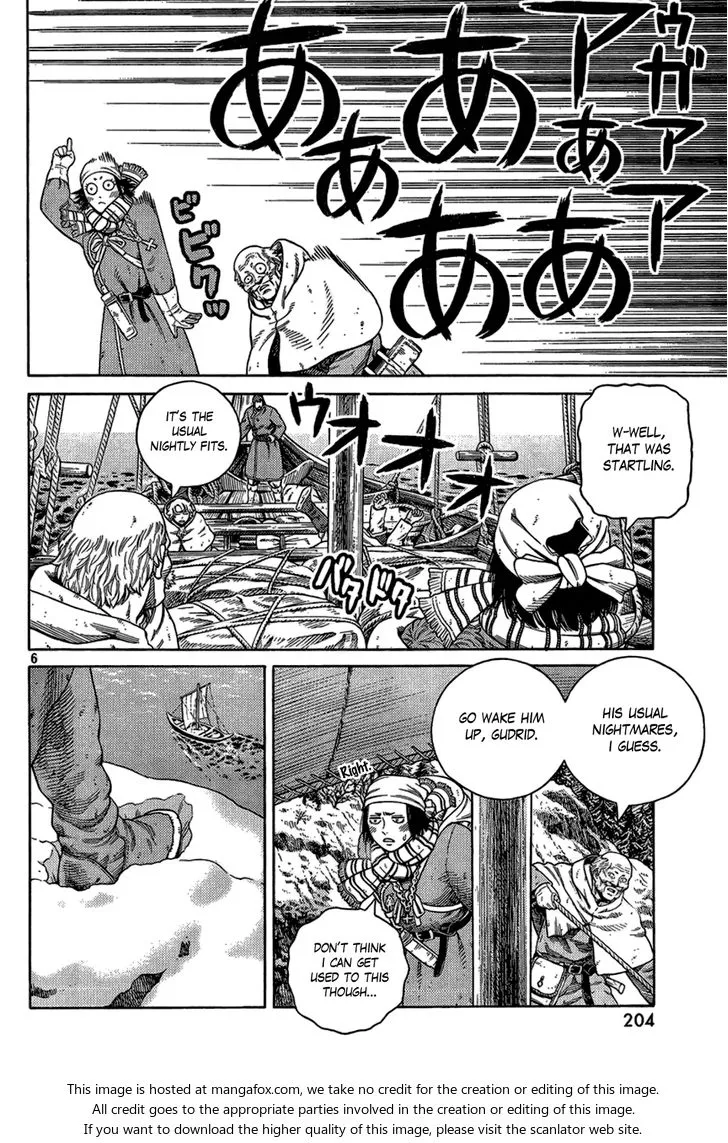 ウガアア
アぁああ
あぁああ
ビビクッ
W-WELL,
THAT WAS
STARTLING.
ウオオオ
IT'S THE
USUAL
NIGHTLY FITS.
バタ
ドタ
6
HIS USUAL
NIGHTMARES,
I GUESS.
GO WAKE HIM
UP, GUDRID.
Right.
DON'T THINK
I CAN GET
USED TO THIS
THOUGH...
204
This image is hosted at mangafox.com, we take no credit for the creation or editing of this image.
All credit goes to the appropriate parties involved in the creation or editing of this image.
If you want to download the higher quality of this image, please visit the scanlator web site.